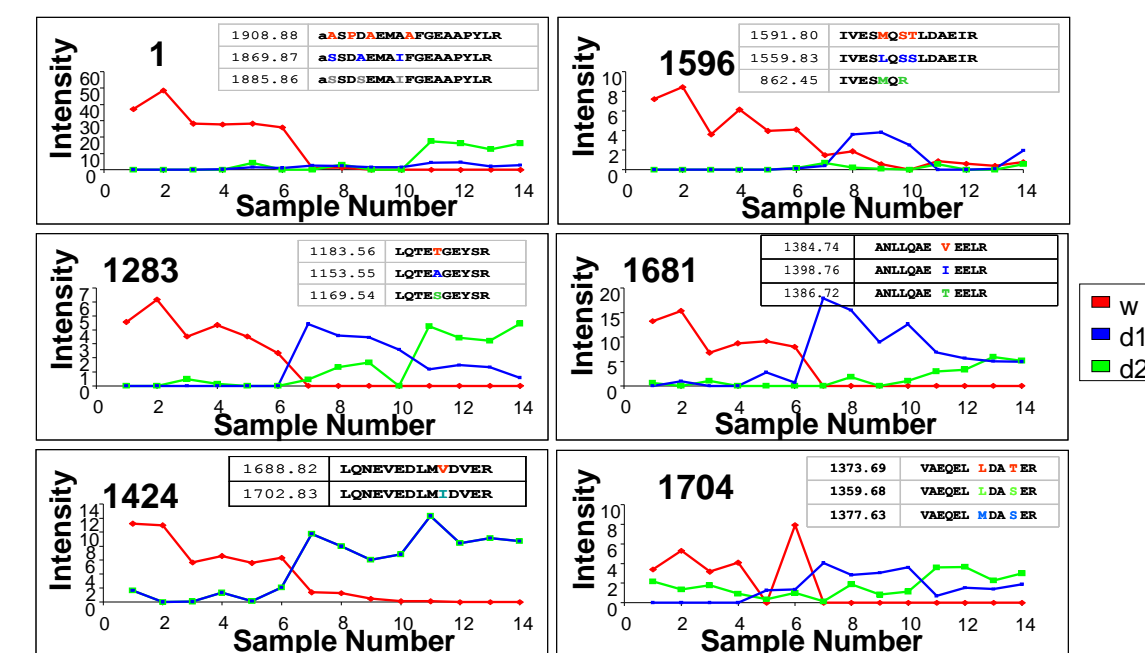 1
1908.88 aASPDAEMAAFGEAAPYLR
1869.87 aSSDAEMAIFGEAAPYLR
1885.86 aSSDSEMAIFGEAAPYLR
Intensity
60
50
40
30
20
10
0
0 2 4 6 8 10 12 14
Sample Number
1596
1591.80 IVESMQSTLDAEIR
1559.83 IVESLQSSLDAEIR
862.45 IVESMQR
Intensity
10
8
6
4
2
0
0 2 4 6 8 10 12 14
Sample Number
1283
1183.56 LQTETGEYSR
1153.55 LQTEAGEYSR
1169.54 LQTESGEYSR
Intensity
7
6
5
4
3
2
1
0
0 2 4 6 8 10 12 14
Sample Number
1681
1384.74 ANLLQAE V EELR
1398.76 ANLLQAE I EELR
1386.72 ANLLQAE T EELR
Intensity
20
15
10
5
0
0 2 4 6 8 10 12 14
Sample Number
w
d1
d2
1424
1688.82 LQNEVEDLMVDVER
1702.83 LQNEVEDLMIDVER
Intensity
14
12
10
8
6
4
2
0
0 2 4 6 8 10 12 14
Sample Number
1704
1373.69 VAEQEL LDA TER
1359.68 VAEQEL LDA SER
1377.63 VAEQEL MDA SER
Intensity
10
8
6
4
2
0
0 2 4 6 8 10 12 14
Sample Number